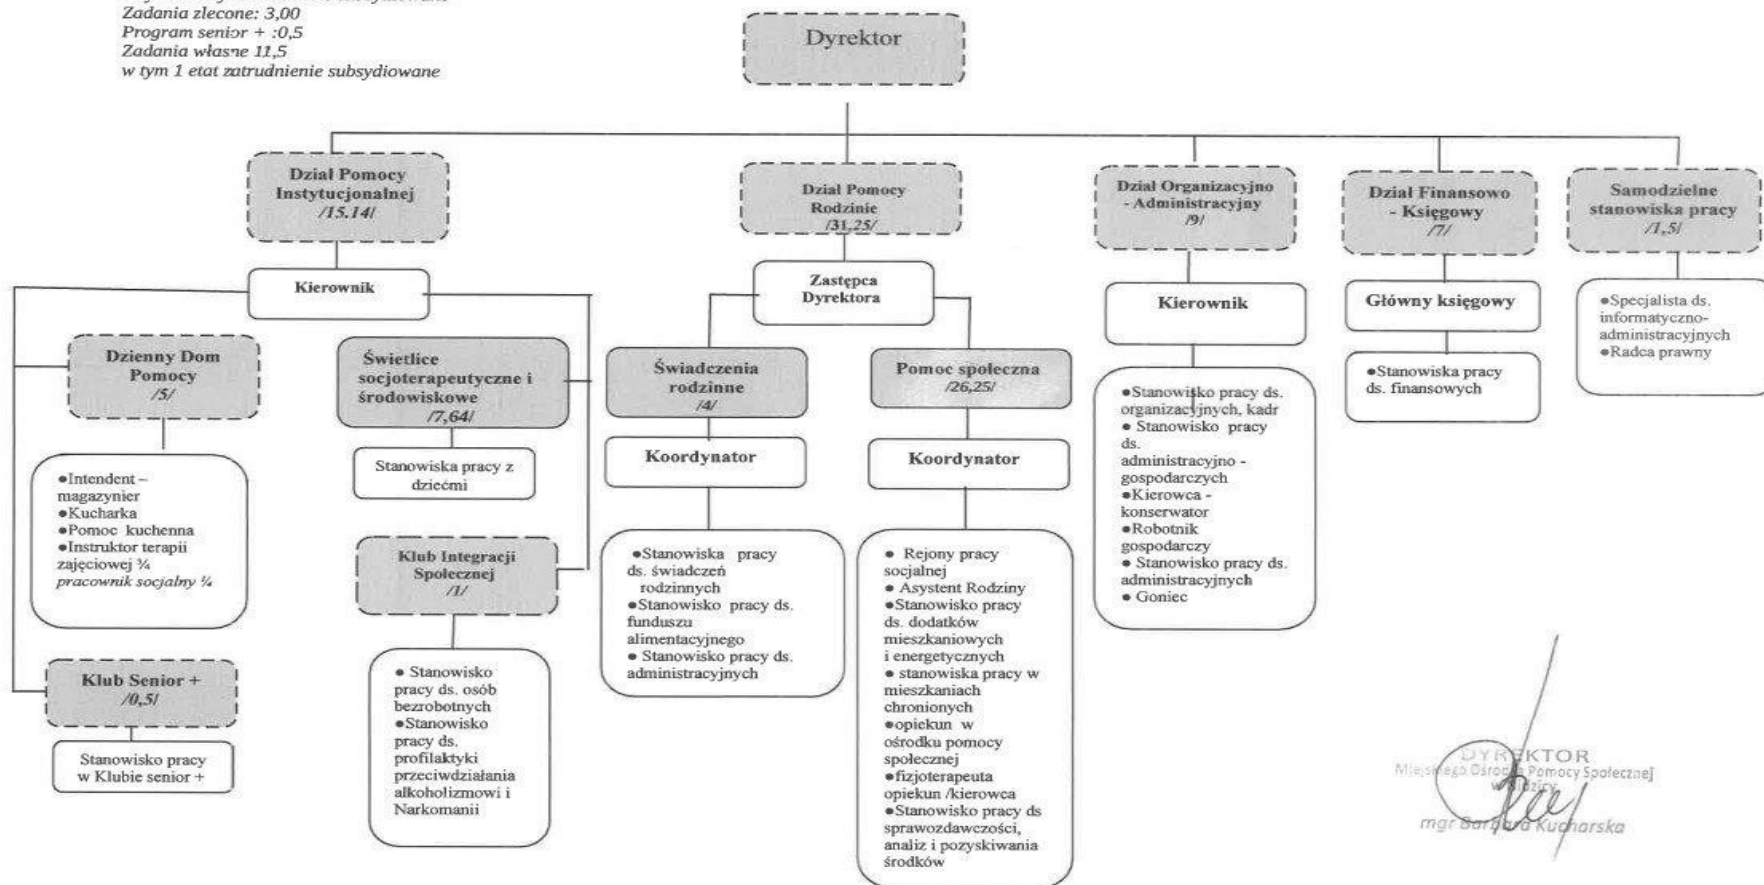 Zadania zlecone: 3,00
Program senior + :0,5
Zadania własne 11,5
w tym 1 etat zatrudnienie subsydiowane
Dyrektor
Dział Pomocy
Instytucjonalnej
/15.14/
Kierownik
Dzienny Dom
Pomocy
/5/
●Intendent –
magazynier
●Kucharka
●Pomoc kuchenna
●Instruktor terapii
zajęciowej ¾
pracownik socjalny ¼
Klub Senior +
/0,5/
Stanowisko pracy
w Klubie senior +
Świetlice
socjoterapeutyczne i
środowiskowe
/7,64/
Stanowiska pracy z
dziećmi
Klub Integracji
Społecznej
/1/
● Stanowisko
pracy ds. osób
bezrobotnych
●Stanowisko
pracy ds.
profilaktyki
przeciwdziałania
alkoholizmowi i
Narkomanii
Dział Pomocy
Rodzinie
/31,25/
Zastępca
Dyrektora
Świadczenia
rodzinne
/4/
Koordynator
●Stanowiska pracy
ds. świadczeń
rodzinnych
●Stanowisko pracy ds.
funduszu
alimentacyjnego
● Stanowisko pracy ds.
administracyjnych
Pomoc społeczna
/26,25/
Koordynator
● Rejony pracy
socjalnej
● Asystent Rodziny
●Stanowisko pracy
ds. dodatków
mieszkaniowych
i energetycznych
● stanowiska pracy w
mieszkaniach
chronionych
●opiekun w
ośrodku pomocy
społecznej
●fizjoterapeuta
opiekun /kierowca
●Stanowisko pracy ds
sprawozdawczości,
analiz i pozyskiwania
środków
Dział Organizacyjno
- Administracyjny
/9/
Kierownik
●Stanowisko pracy ds.
organizacyjnych, kadr
● Stanowisko pracy
ds.
administracyjno -
gospodarczych
●Kierowca -
konserwator
●Robotnik
gospodarczy
● Stanowisko pracy ds.
administracyjnych
● Goniec
Dział Finansowo
- Księgowy
/7/
Główny księgowy
●Stanowiska pracy
ds. finansowych
Samodzielne
stanowiska pracy
/1,5/
●Specjalista ds.
informatyczno-
administracyjnych
●Radca prawny
DYREKTOR
Miejskiego Ośrodka Pomocy Społecznej
w Nidzicy
mgr Barbara Kucharska